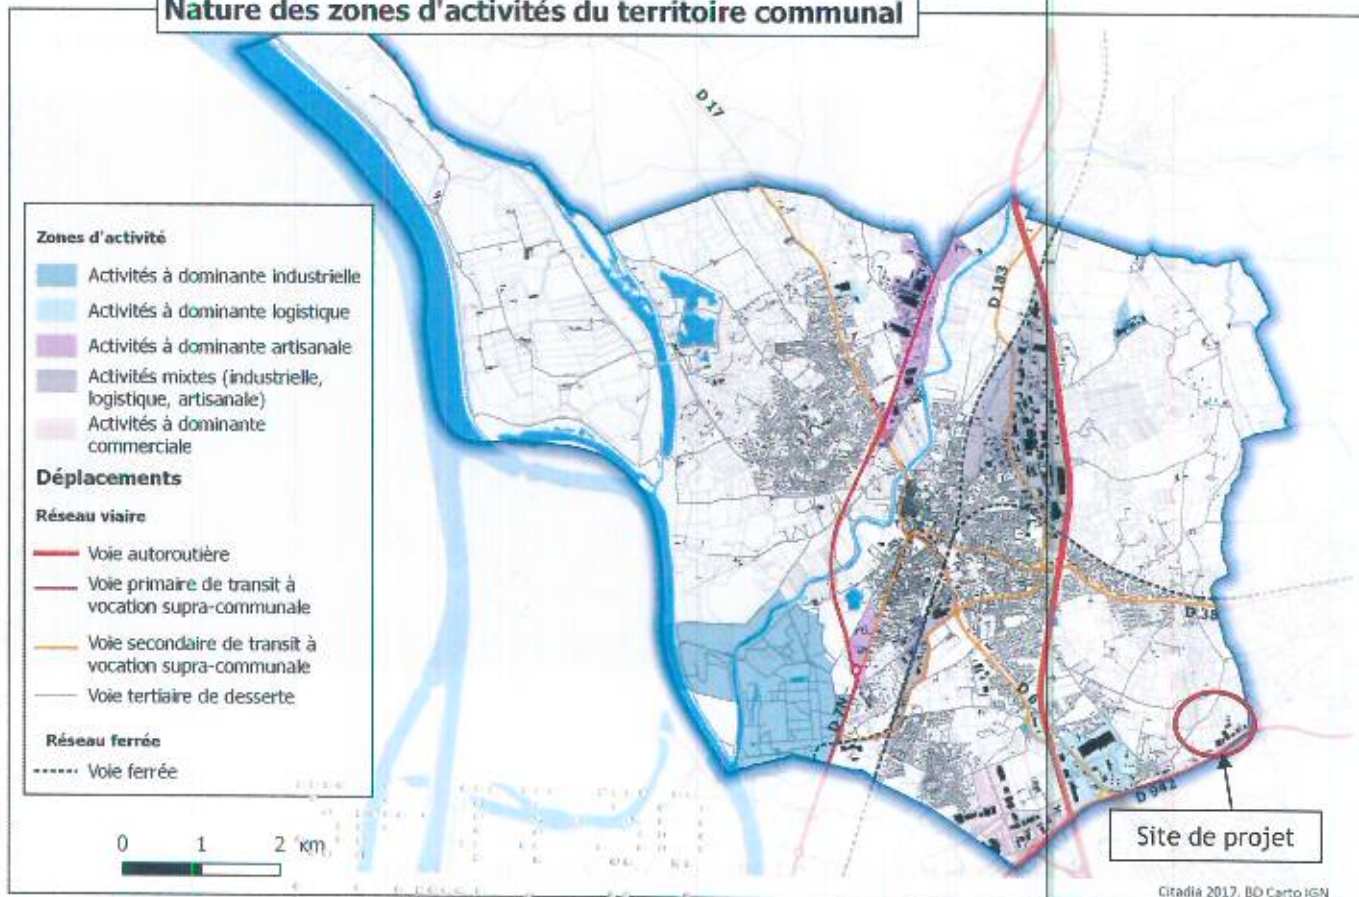 Nature des zones d'activités du territoire communal
D 17
D 183
Zones d'activité
Activités à dominante industrielle
Activités à dominante logistique
Activités à dominante artisanale
Activités mixtes (industrielle,
logistique, artisanale)
Activités à dominante
commerciale
Déplacements
Réseau viaire
Voie autoroutière
Voie primaire de transit à
vocation supra-communale
Voie secondaire de transit à
vocation supra-communale
Voie tertiaire de desserte
Réseau ferrée
Voie ferrée
D 38
D 7N
D 942
0 1 2 km
Site de projet
Citadia 2017, BD Carto IGN